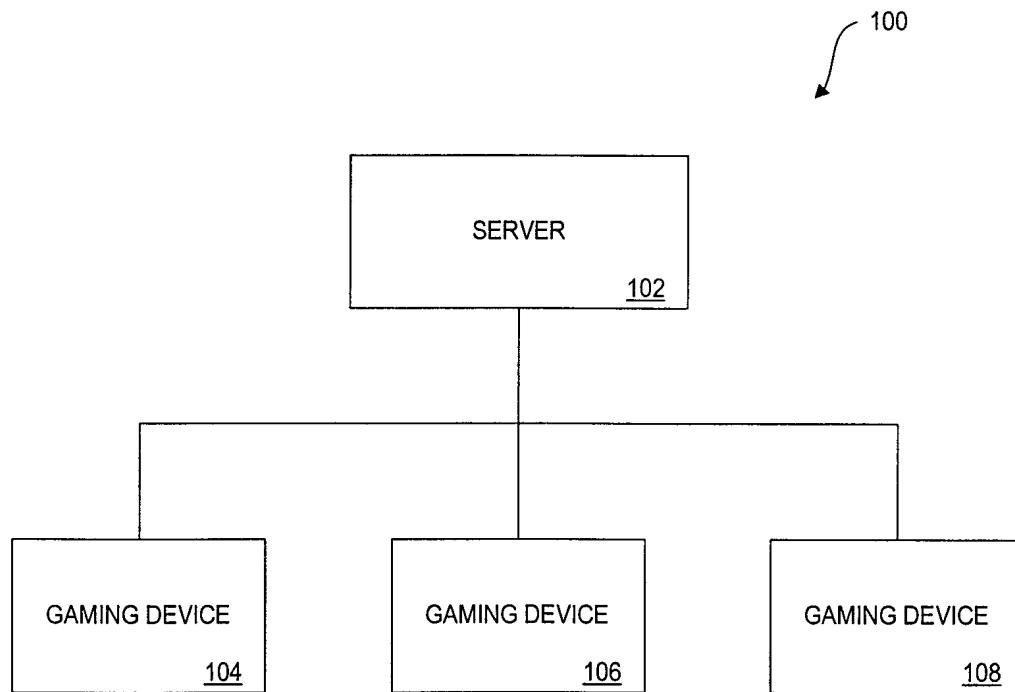 100
SERVER
102
GAMING DEVICE
104
GAMING DEVICE
106
GAMING DEVICE
108